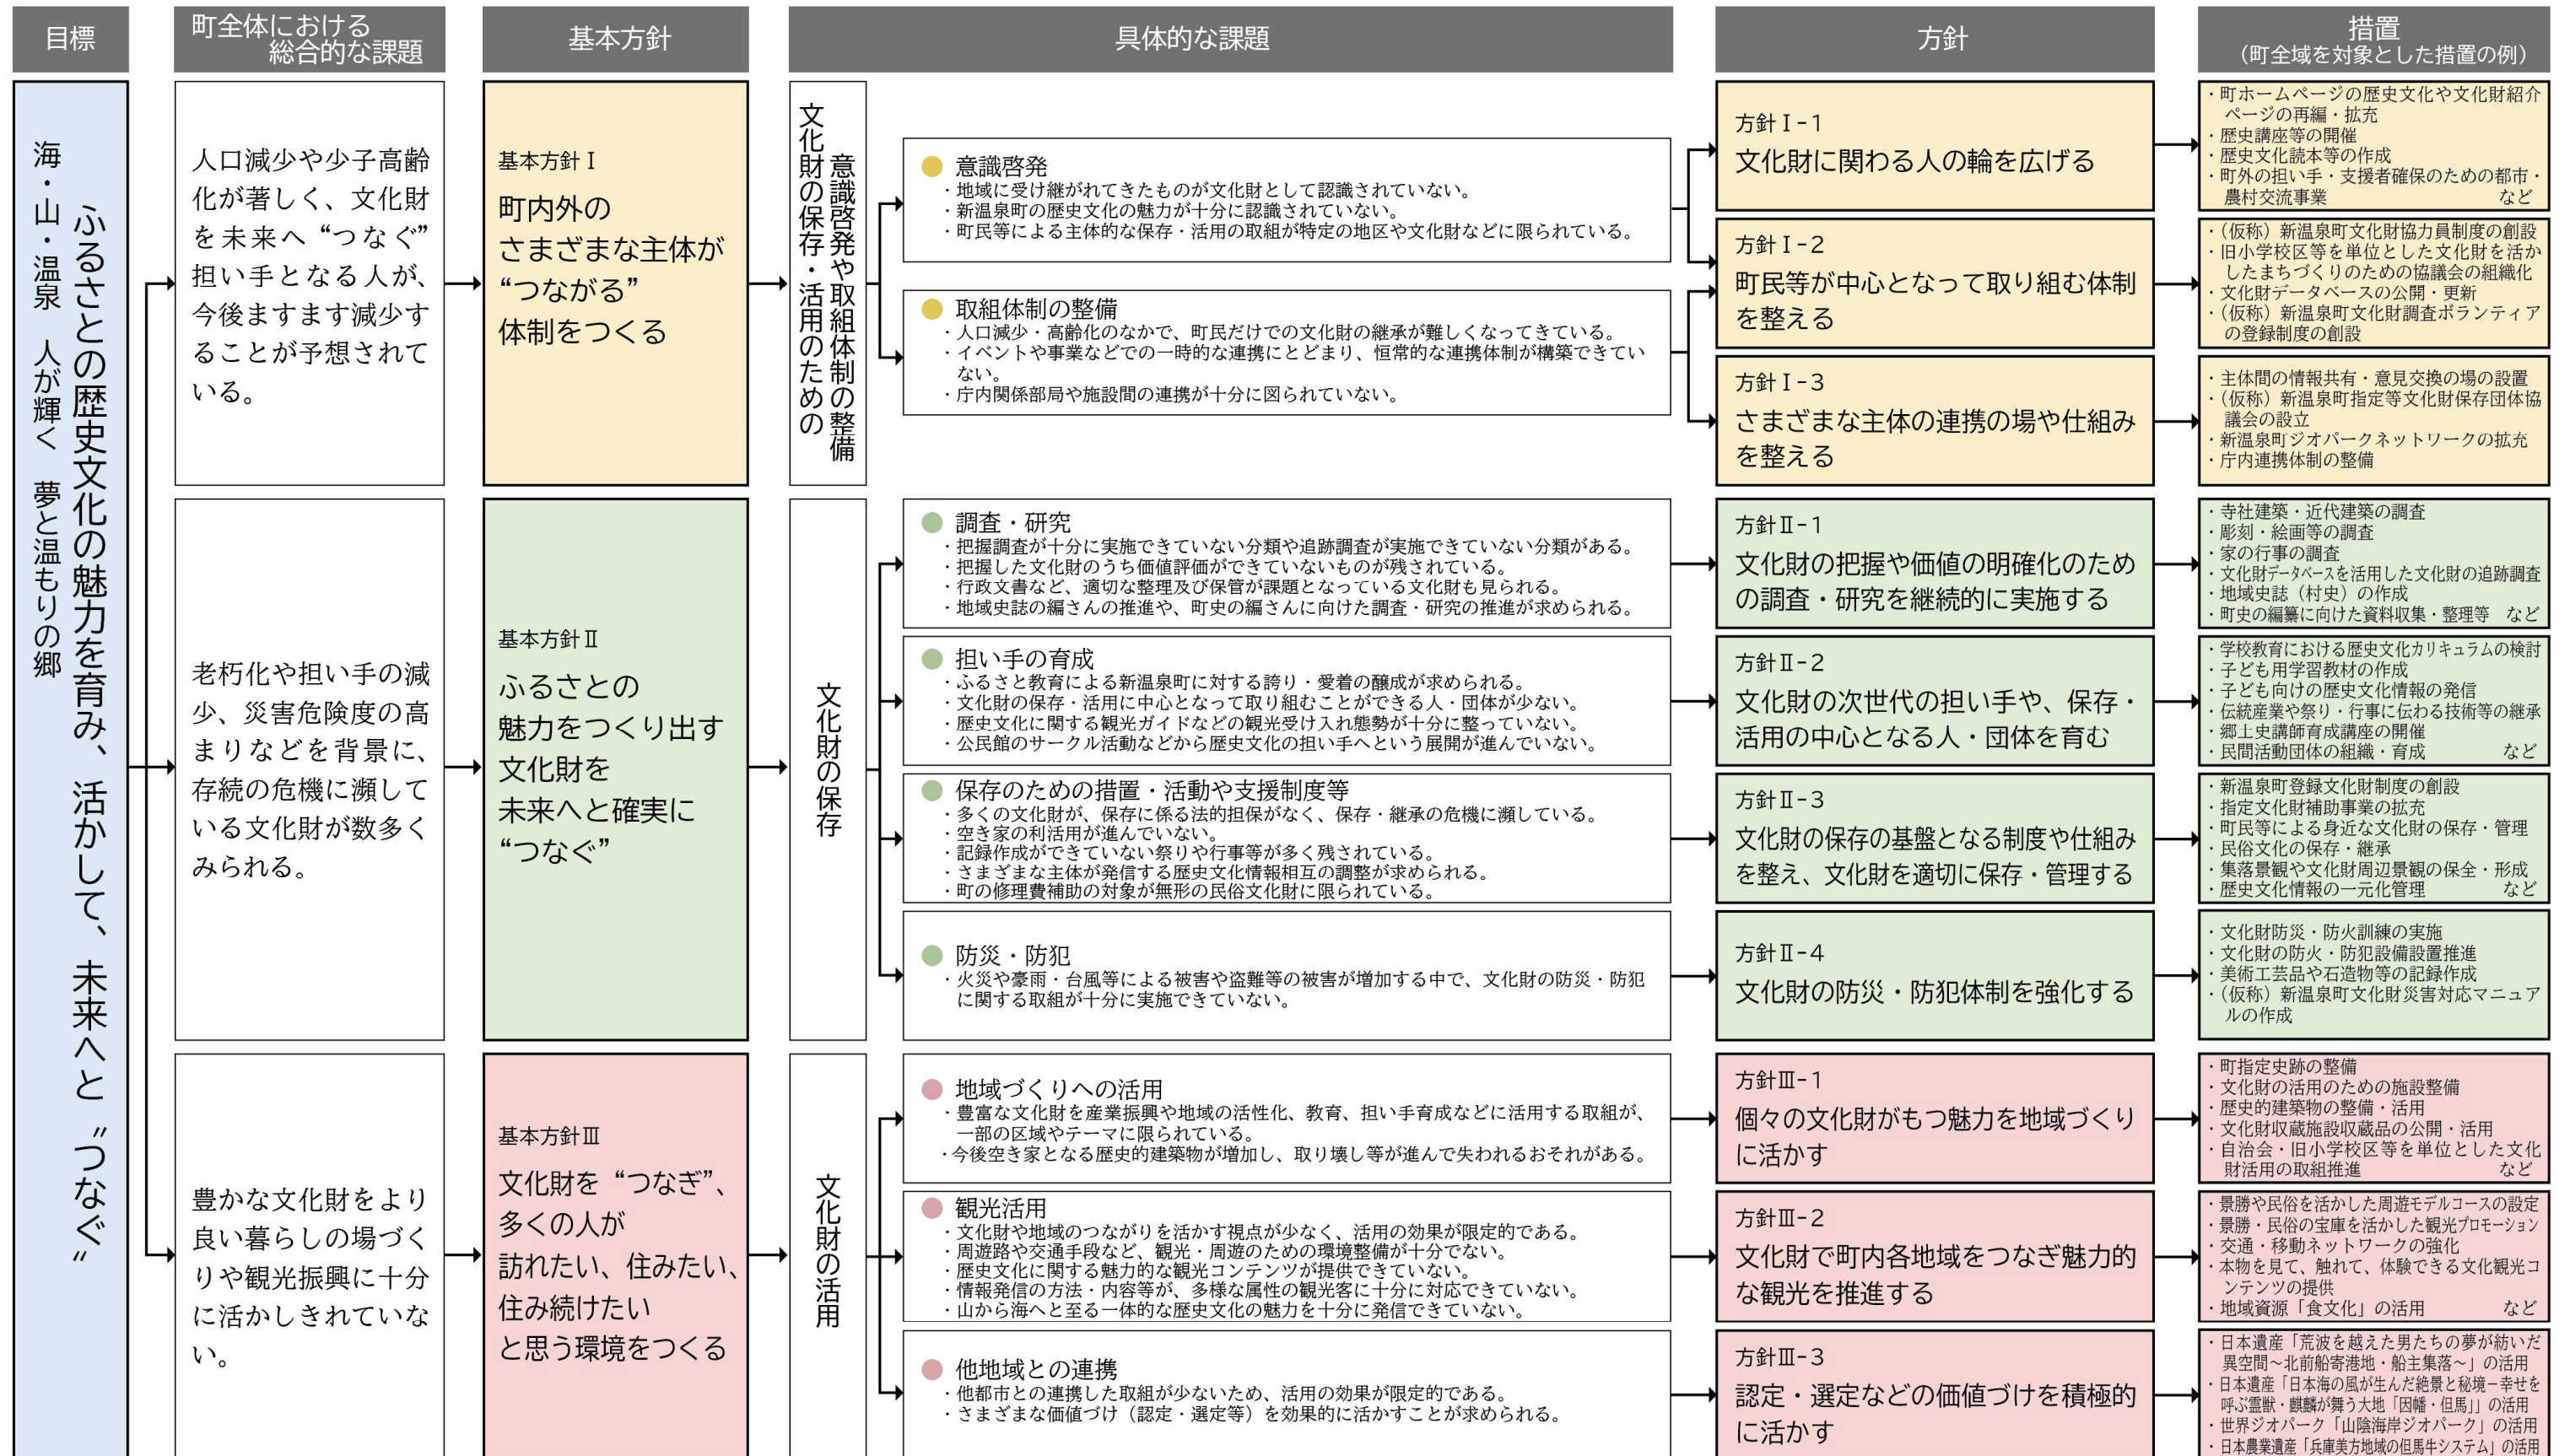 目標
町全体における
総合的な課題
基本方針
具体的な課題
方針
措置
（町全域を対象とした措置の例）
海・山・温泉　人が輝く　夢と温もりの郷
ふるさとの歴史文化の魅力を育み、活かして、未来へと〝つなぐ〟
人口減少や少子高齢
化が著しく、文化財
を未来へ“つなぐ”
担い手となる人が、
今後ますます減少す
ることが予想されて
いる。
基本方針Ⅰ
町内外の
さまざまな主体が
“つながる”
体制をつくる
文化財の保存・活用のための
意識啓発や取組体制の整備
意識啓発
・地域に受け継がれてきたものが文化財として認識されていない。
・新温泉町の歴史文化の魅力が十分に認識されていない。
・町民等による主体的な保存・活用の取組が特定の地区や文化財などに限られている。
取組体制の整備
・人口減少・高齢化のなかで、町民だけでの文化財の継承が難しくなってきている。
・イベントや事業などでの一時的な連携にとどまり、恒常的な連携体制が構築できてい
ない。
・庁内関係部局や施設間の連携が十分に図られていない。
方針Ⅰ-1
文化財に関わる人の輪を広げる
・町ホームページの歴史文化や文化財紹介
ページの再編・拡充
・歴史講座等の開催
・歴史文化読本等の作成
・町外の担い手・支援者確保のための都市・
農村交流事業　など
方針Ⅰ-2
町民等が中心となって取り組む体制
を整える
・（仮称）新温泉町文化財協力員制度の創設
・旧小学校区等を単位とした文化財を活か
したまちづくりのための協議会の組織化
・文化財データベースの公開・更新
・（仮称）新温泉町文化財調査ボランティア
の登録制度の創設
方針Ⅰ-3
さまざまな主体の連携の場や仕組み
を整える
・主体間の情報共有・意見交換の場の設置
・（仮称）新温泉町指定等文化財保存団体協
議会の設立
・新温泉町ジオパークネットワークの拡充
・庁内連携体制の整備
老朽化や担い手の減
少、災害危険度の高
まりなどを背景に、
存続の危機に瀕して
いる文化財が数多く
みられる。
基本方針Ⅱ
ふるさとの
魅力をつくり出す
文化財を
未来へと確実に
“つなぐ”
文化財の保存
調査・研究
・把握調査が十分に実施できていない分類や追跡調査が実施できていない分類がある。
・把握した文化財のうち価値評価ができていないものが残されている。
・行政文書など、適切な整理及び保管が課題となっている文化財も見られる。
・地域史誌の編さんの推進や、町史の編さんに向けた調査・研究の推進が求められる。
方針Ⅱ-1
文化財の把握や価値の明確化のため
の調査・研究を継続的に実施する
・寺社建築・近代建築の調査
・彫刻・絵画等の調査
・家の行事の調査
・文化財データベースを活用した文化財の追跡調査
・地域史誌（村史）の作成
・町史の編纂に向けた資料収集・整理等　など
担い手の育成
・ふるさと教育による新温泉町に対する誇り・愛着の醸成が求められる。
・文化財の保存・活用に中心となって取り組むことができる人・団体が少ない。
・歴史文化に関する観光ガイドなどの観光受け入れ態勢が十分に整っていない。
・公民館のサークル活動などから歴史文化の担い手へという展開が進んでいない。
方針Ⅱ-2
文化財の次世代の担い手や、保存・
活用の中心となる人・団体を育む
・学校教育における歴史文化カリキュラムの検討
・子ども用学習教材の作成
・子ども向けの歴史文化情報の発信
・伝統産業や祭り・行事に伝わる技術等の継承
・郷土史講師育成講座の開催
・民間活動団体の組織・育成　など
保存のための措置・活動や支援制度等
・多くの文化財が、保存に係る法的担保がなく、保存・継承の危機に瀕している。
・空き家の利活用が進んでいない。
・記録作成ができていない祭りや行事等が多く残されている。
・さまざまな主体が発信する歴史文化情報相互の調整が求められる。
・町の修理費補助の対象が無形の民俗文化財に限られている。
方針Ⅱ-3
文化財の保存の基盤となる制度や仕組み
を整え、文化財を適切に保存・管理する
・新温泉町登録文化財制度の創設
・指定文化財補助事業の拡充
・町民等による身近な文化財の保存・管理
・民俗文化の保存・継承
・集落景観や文化財周辺景観の保全・形成
・歴史文化情報の一元化管理　など
防災・防犯
・火災や豪雨・台風等による被害や盗難等の被害が増加する中で、文化財の防災・防犯
に関する取組が十分に実施できていない。
方針Ⅱ-4
文化財の防災・防犯体制を強化する
・文化財防災・防火訓練の実施
・文化財の防火・防犯設備設置推進
・美術工芸品や石造物等の記録作成
・（仮称）新温泉町文化財災害対応マニュア
ルの作成
豊かな文化財をより
良い暮らしの場づく
りや観光振興に十分
に活かしきれていな
い。
基本方針Ⅲ
文化財を“つなぎ”、
多くの人が
訪れたい、住みたい、
住み続けたい
と思う環境をつくる
文化財の活用
地域づくりへの活用
・豊富な文化財を産業振興や地域の活性化、教育、担い手育成などに活用する取組が、
一部の区域やテーマに限られている。
・今後空き家となる歴史的建築物が増加し、取り壊し等が進んで失われるおそれがある。
方針Ⅲ-1
個々の文化財がもつ魅力を地域づくり
に活かす
・町指定史跡の整備
・文化財の活用のための施設整備
・歴史的建築物の整備・活用
・文化財収蔵施設収蔵品の公開・活用
・自治会・旧小学校区等を単位とした文化
財活用の取組推進　など
観光活用
・文化財や地域のつながりを活かす視点が少なく、活用の効果が限定的である。
・周遊路や交通手段など、観光・周遊のための環境整備が十分でない。
・歴史文化に関する魅力的な観光コンテンツが提供できていない。
・情報発信の方法・内容等が、多様な属性の観光客に十分に対応できていない。
・山から海へと至る一体的な歴史文化の魅力を十分に発信できていない。
方針Ⅲ-2
文化財で町内各地域をつなぎ魅力的
な観光を推進する
・景勝や民俗を活かした周遊モデルコースの設定
・景勝・民俗の宝庫を活かした観光プロモーション
・交通・移動ネットワークの強化
・本物を見て、触れて、体験できる文化観光コ
ンテンツの提供
・地域資源「食文化」の活用　など
他地域との連携
・他都市との連携した取組が少ないため、活用の効果が限定的である。
・さまざまな価値づけ（認定・選定等）を効果的に活かすことが求められる。
方針Ⅲ-3
認定・選定などの価値づけを積極的
に活かす
・日本遺産「荒波を越えた男たちの夢が紡いだ
異空間～北前船寄港地・船主集落～」の活用
・日本遺産「日本海の風が生んだ絶景と秘境－幸せを
呼ぶ霊獣・麒麟が舞う大地「因幡・但馬」」の活用
・世界ジオパーク「山陰海岸ジオパーク」の活用
・日本農業遺産「兵庫美方地域の但馬牛システム」の活用